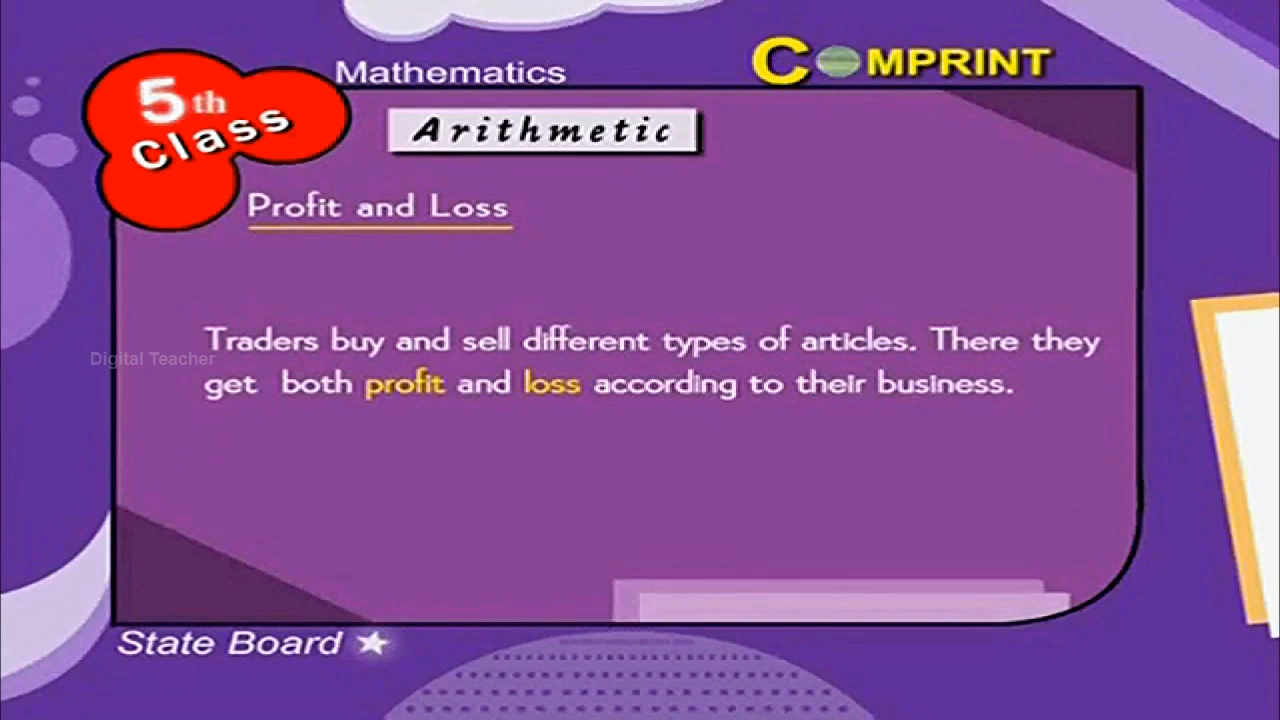 Mathematics
COMPRINT
5th
Class
Arithmetic
Profit and Loss
Traders buy and sell different types of articles. There they
Digital Teacher
get both profit and loss according to their business.
State Board